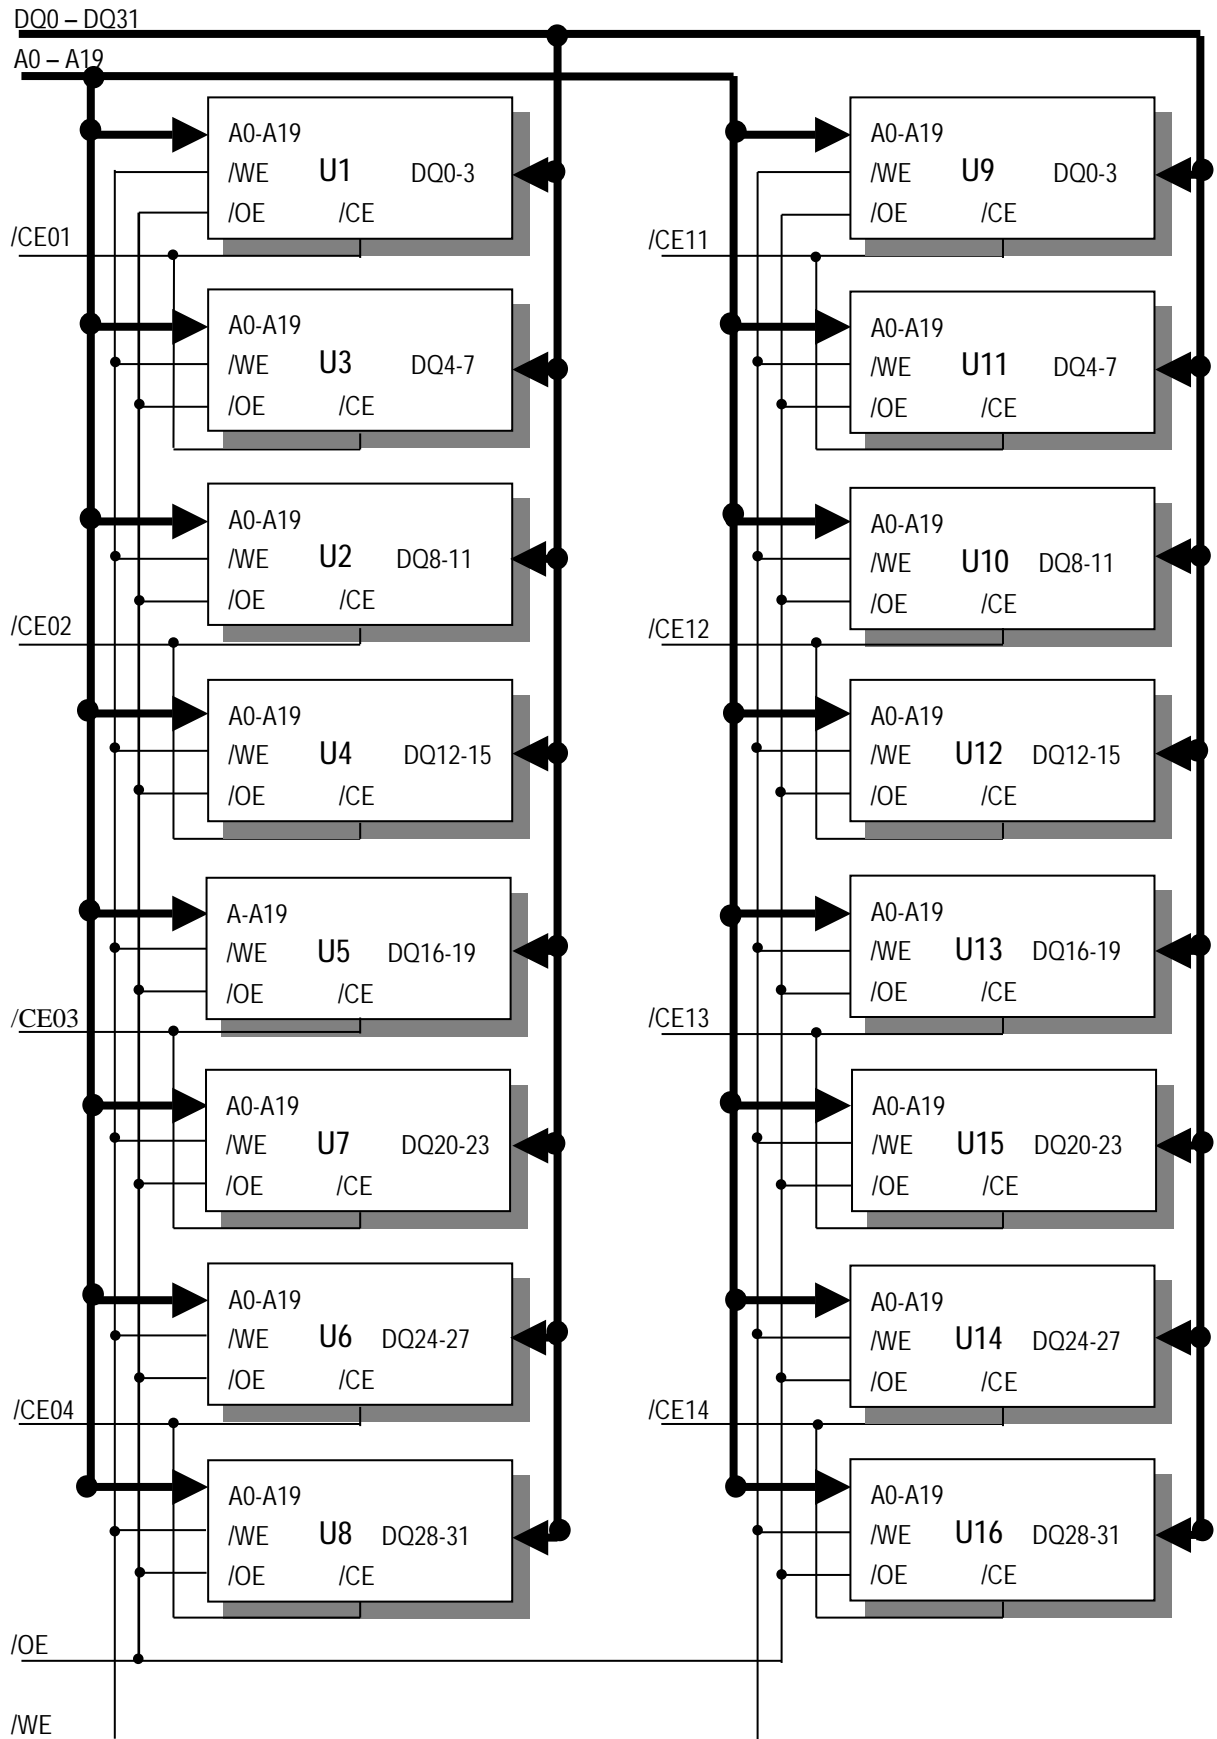 DQ0 – DQ31
A0 – A19
A0-A19
/WE U1 DQ0-3
/OE /CE
/CE01
A0-A19
/WE U3 DQ4-7
/OE /CE
A0-A19
/WE U2 DQ8-11
/OE /CE
/CE02
A0-A19
/WE U4 DQ12-15
/OE /CE
A-A19
/WE U5 DQ16-19
/OE /CE
/CE03
A0-A19
/WE U7 DQ20-23
/OE /CE
A0-A19
/WE U6 DQ24-27
/OE /CE
/CE04
A0-A19
/WE U8 DQ28-31
/OE /CE
A0-A19
/WE U9 DQ0-3
/OE /CE
/CE11
A0-A19
/WE U11 DQ4-7
/OE /CE
A0-A19
/WE U10 DQ8-11
/OE /CE
/CE12
A0-A19
/WE U12 DQ12-15
/OE /CE
A0-A19
/WE U13 DQ16-19
/OE /CE
/CE13
A0-A19
/WE U15 DQ20-23
/OE /CE
A0-A19
/WE U14 DQ24-27
/OE /CE
/CE14
A0-A19
/WE U16 DQ28-31
/OE /CE
/OE
/WE